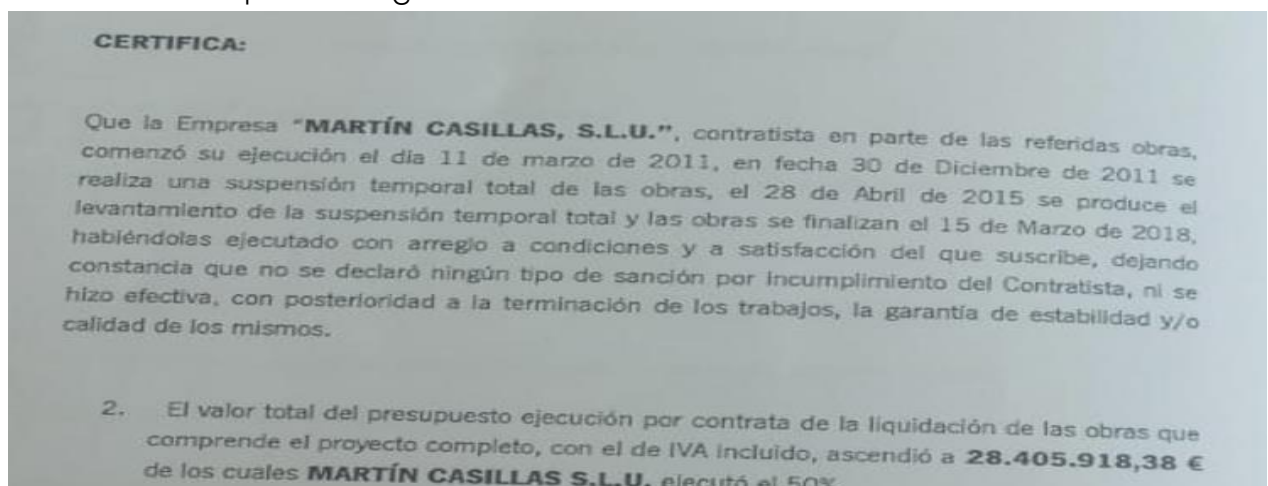 CERTIFICA:
Que la Empresa "MARTÍN CASILLAS, S.L.U.", contratista en parte de las referidas obras,
comenzó su ejecución el dia 11 de marzo de 2011, en fecha 30 de Diciembre de 2011 se
realiza una suspensión temporal total de las obras, el 28 de Abril de 2015 se produce el
levantamiento de la suspensión temporal total y las obras se finalizan el 15 de Marzo de 2018,
habiéndolas ejecutado con arreglo a condiciones y a satisfacción del que suscribe, dejando
constancia que no se declaró ningún tipo de sanción por Incumplimiento del Contratista, ni se
hizo efectiva, con posterioridad a la terminación de los trabajos, la garantía de estabilidad y/o
calidad de los mismos.
2. El valor total del presupuesto ejecución por contrata de la liquidación de las obras que
comprende el proyecto completo, con el de IVA incluido, ascendió a 28.405.918,38 €
de los cuales MARTÍN CASILLAS S.L.U. ejecutó el 50%